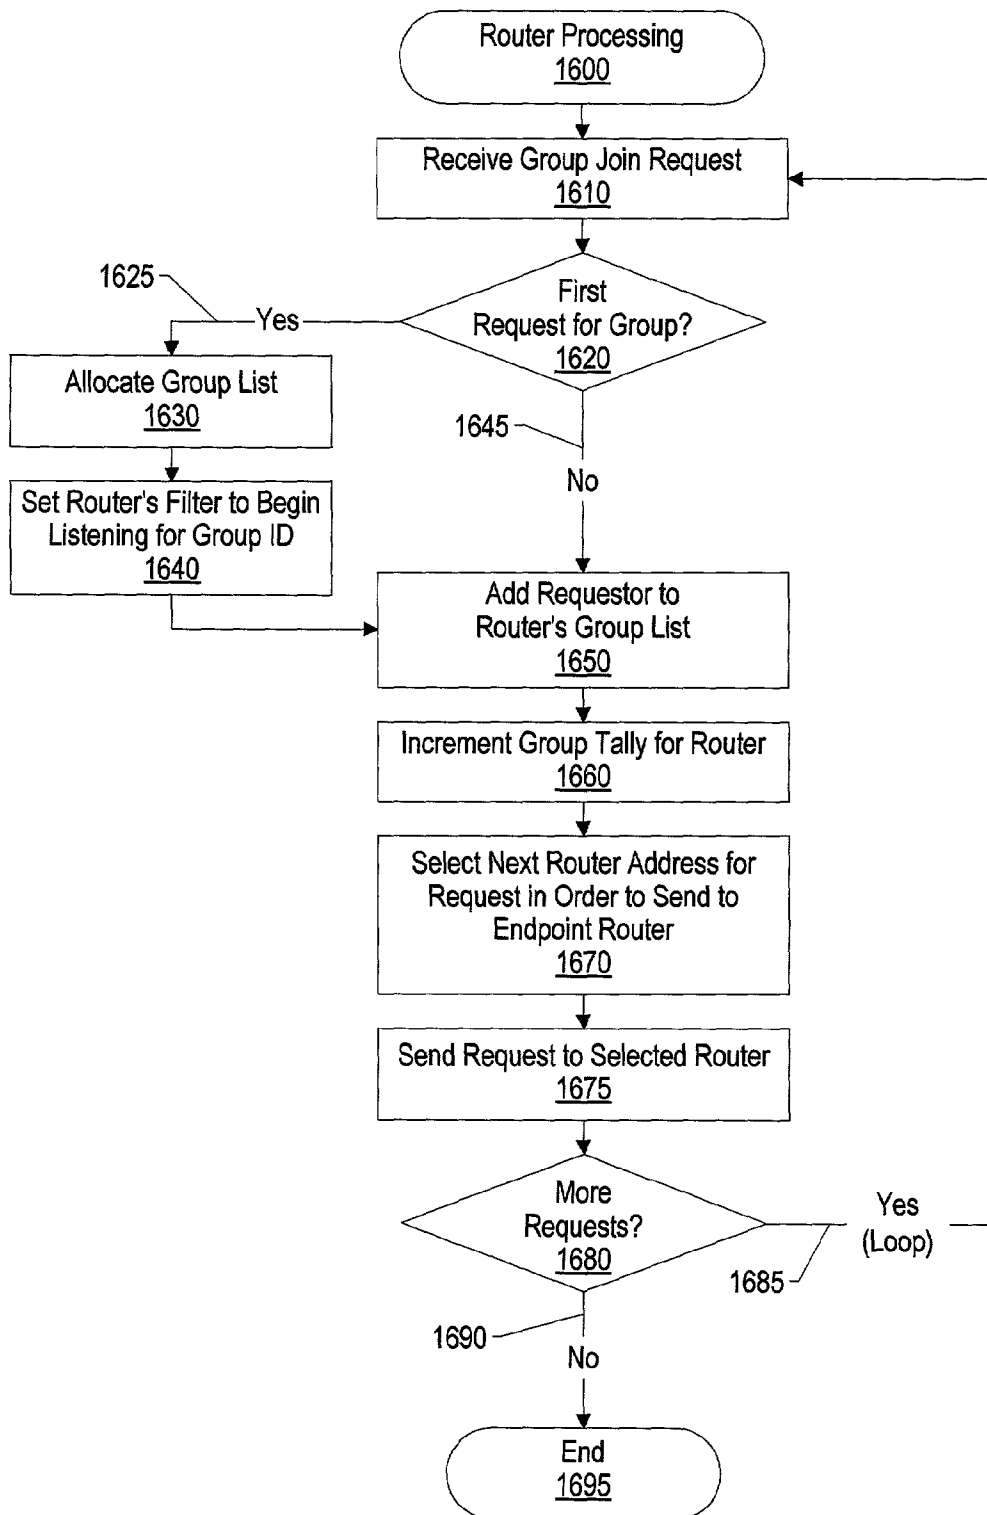 Router Processing
1600
Receive Group Join Request
1610
1625
Yes
First
Request for Group?
1620
Allocate Group List
1630
1645
No
Set Router's Filter to Begin
Listening for Group ID
1640
Add Requestor to
Router's Group List
1650
Increment Group Tally for Router
1660
Select Next Router Address for
Request in Order to Send to
Endpoint Router
1670
Send Request to Selected Router
1675
More
Requests?
1680
Yes
(Loop)
1685
1690
No
End
1695